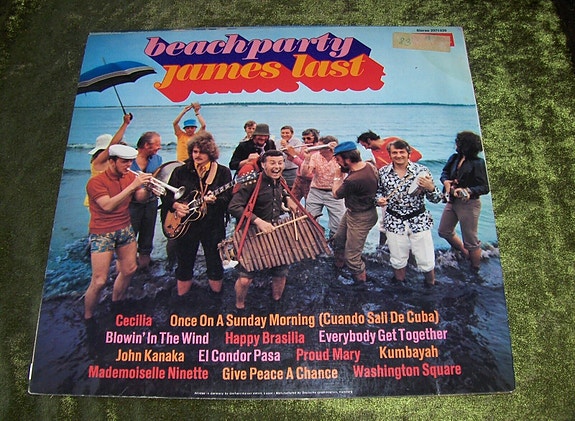 beachparty
james last
Cecilia Once On A Sunday Morning (Cuando Sali De Cuba)
Blowin' In The Wind Happy Brasilia Everybody Get Together
John Kanaka El Condor Pasa Proud Mary Kumbayah
Mademoiselle Ninette Give Peace A Chance Washington Square